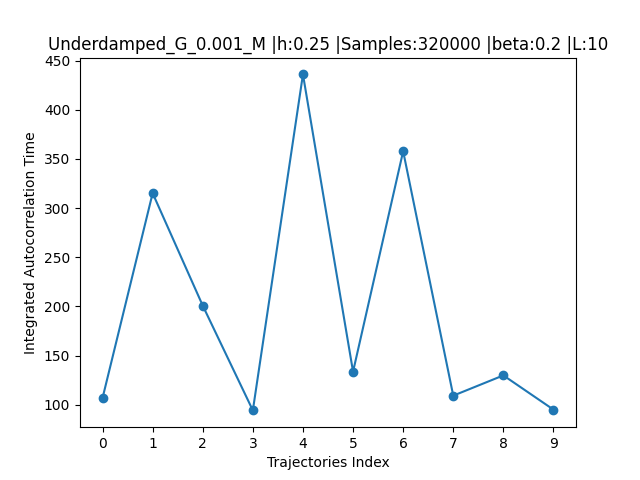 Underdamped_G_0.001_M |h:0.25 |Samples:320000 |beta:0.2 |L:10
Integrated Autocorrelation Time
450
400
350
300
250
200
150
100
0 1 2 3 4 5 6 7 8 9
Trajectories Index